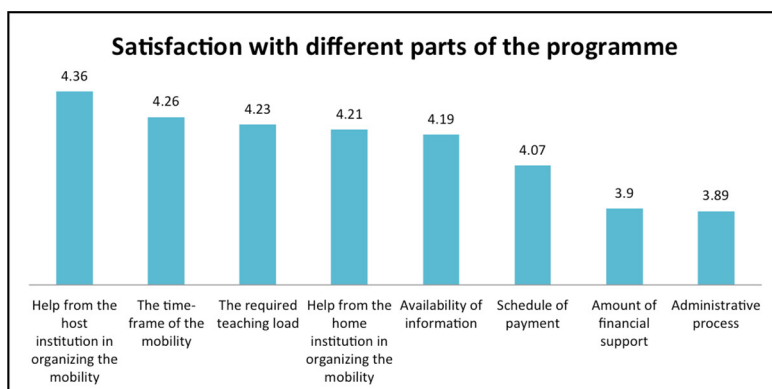 Satisfaction with different parts of the programme
4.36
4.26
4.23
4.21
4.19
4.07
3.9
3.89
Help from the
host
institution in
organizing the
mobility
The time-
frame of the
mobility
The required
teaching load
Help from the
home
institution in
organizing the
mobility
Availability of
information
Schedule of
payment
Amount of
financial
support
Administrative
process